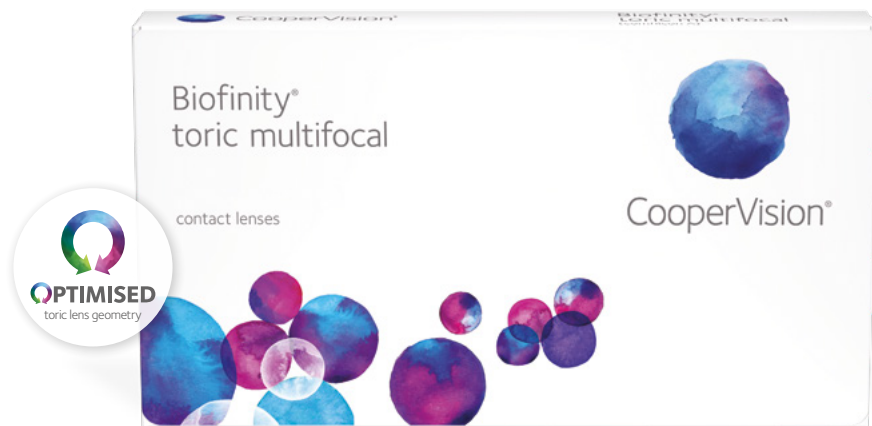 CooperVision®
Biofinity®
toric multifocal
Biofinity®
toric multifocal
CooperVision®
contact lenses
OPTIMISED
toric lens geometry